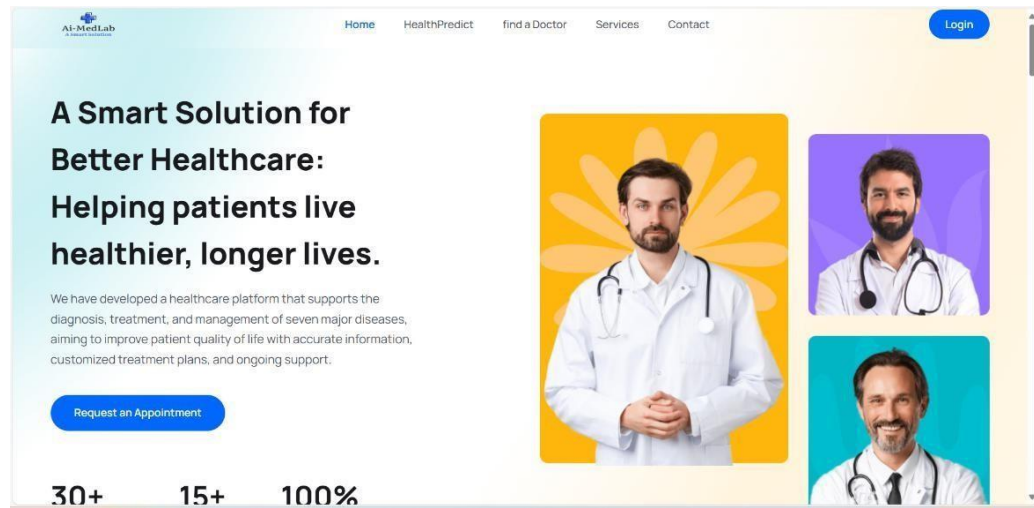 Ai-MedLab
A Smart Solution
Home
HealthPredict
find a Doctor
Services
Contact
Login
A Smart Solution for
Better Healthcare:
Helping patients live
healthier, longer lives.
We have developed a healthcare platform that supports the
diagnosis, treatment, and management of seven major diseases,
aiming to improve patient quality of life with accurate information,
customized treatment plans, and ongoing support.
Request an Appointment
30+
15+
100%